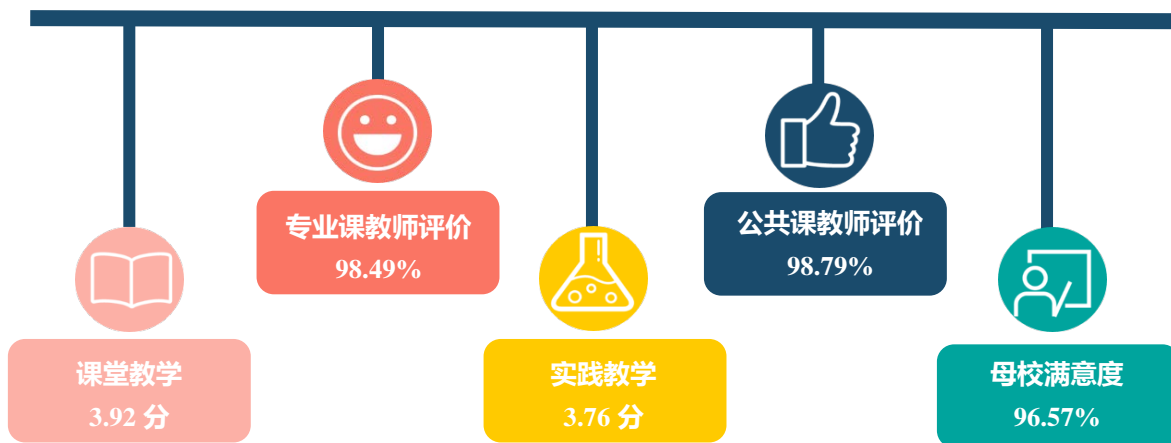 课堂教学
3.92 分
专业课教师评价
98.49%
实践教学
3.76 分
公共课教师评价
98.79%
母校满意度
96.57%